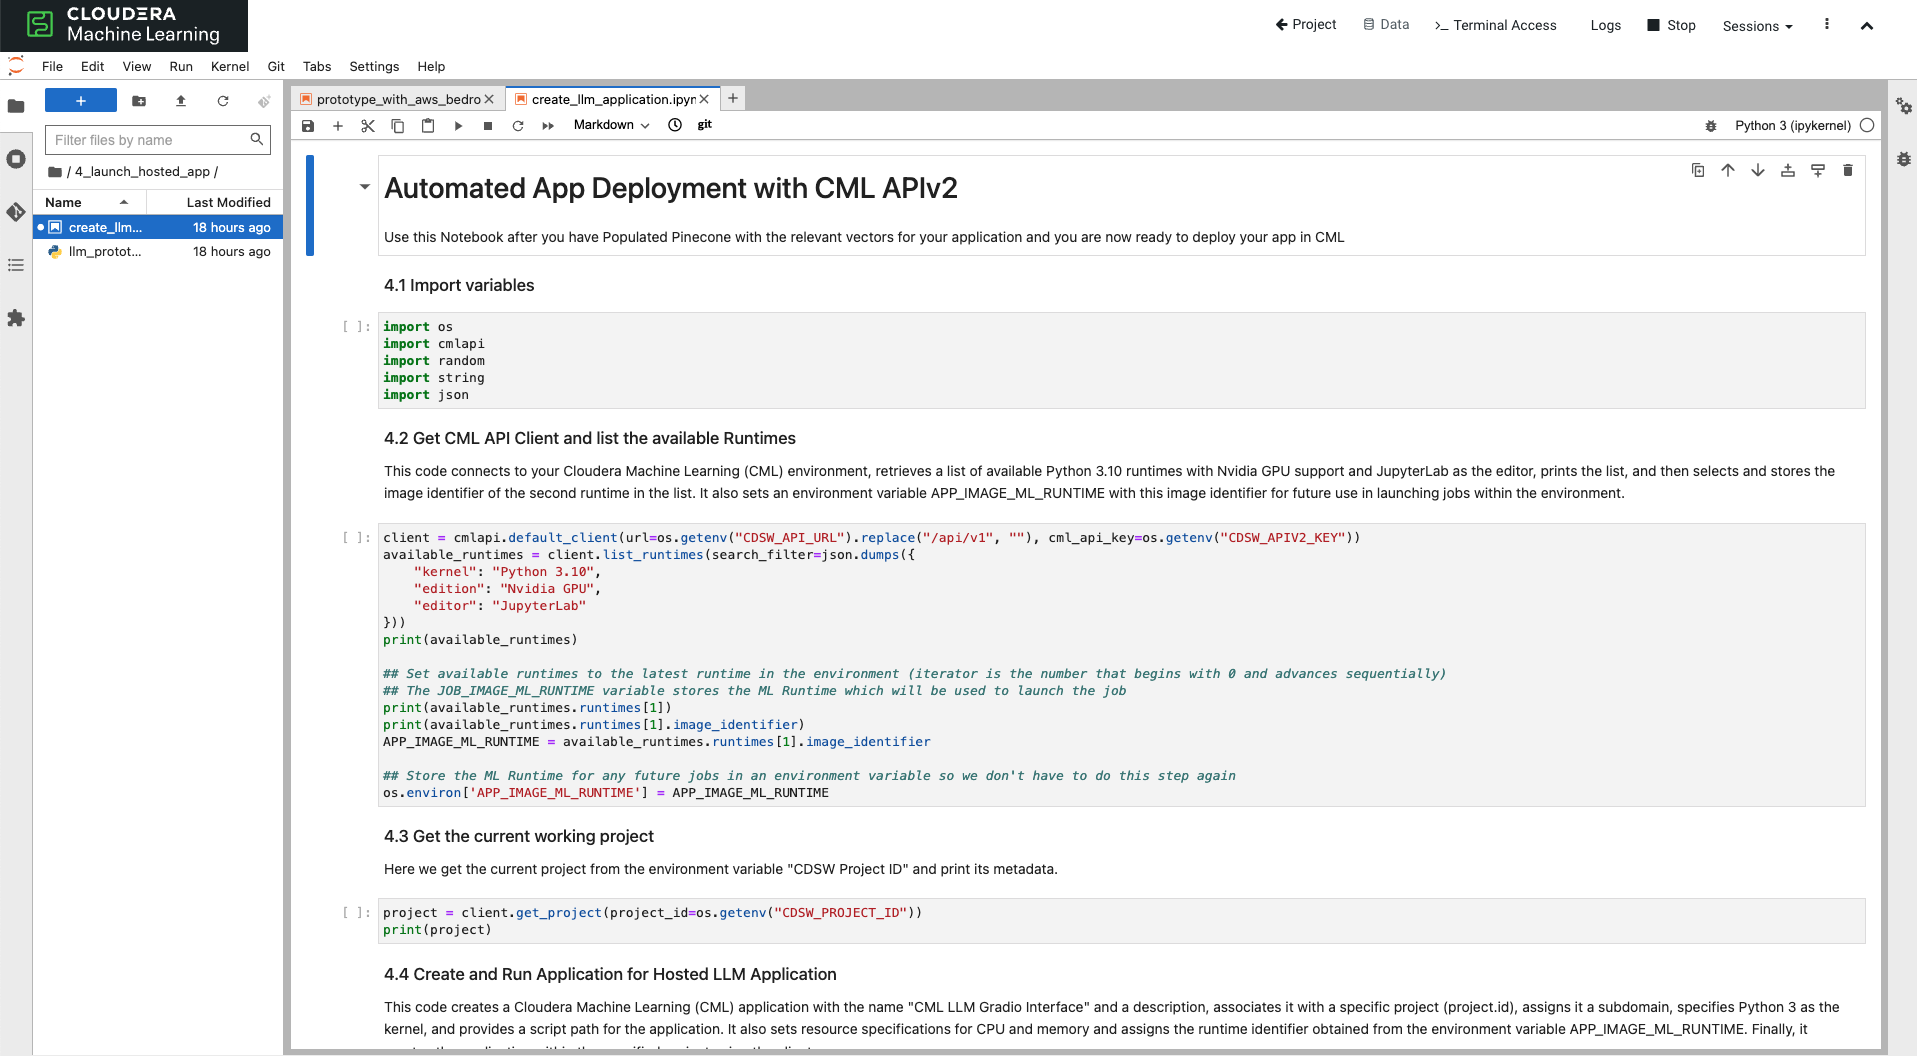 CLOUDERA
Machine Learning
Project
Data
Terminal Access
Logs
Stop
Sessions
File Edit View Run Kernel Git Tabs Settings Help
+
Filter files by name
/ 4_launch_hosted_app /
Name Last Modified
create_llm... 18 hours ago
llm_protot... 18 hours ago
prototype_with_aws_bedro
create_llm_application.ipyn
Markdown
git
Python 3 (ipykernel)
Automated App Deployment with CML APIv2
Use this Notebook after you have Populated Pinecone with the relevant vectors for your application and you are now ready to deploy your app in CML
4.1 Import variables
[ ]:
import os
import cmlapi
import random
import string
import json
4.2 Get CML API Client and list the available Runtimes
This code connects to your Cloudera Machine Learning (CML) environment, retrieves a list of available Python 3.10 runtimes with Nvidia GPU support and JupyterLab as the editor, prints the list, and then selects and stores the
image identifier of the second runtime in the list. It also sets an environment variable APP_IMAGE_ML_RUNTIME with this image identifier for future use in launching jobs within the environment.
[ ]:
client = cmlapi.default_client(url=os.getenv("CDSW_API_URL").replace("/api/v1", ""), cml_api_key=os.getenv("CDSW_APIV2_KEY"))
available_runtimes = client.list_runtimes(search_filter=json.dumps({
    "kernel": "Python 3.10",
    "edition": "Nvidia GPU",
    "editor": "JupyterLab"
}))
print(available_runtimes)
## Set available runtimes to the latest runtime in the environment (iterator is the number that begins with 0 and advances sequentially)
## The JOB_IMAGE_ML_RUNTIME variable stores the ML Runtime which will be used to launch the job
print(available_runtimes.runtimes[1])
print(available_runtimes.runtimes[1].image_identifier)
APP_IMAGE_ML_RUNTIME = available_runtimes.runtimes[1].image_identifier
## Store the ML Runtime for any future jobs in an environment variable so we don't have to do this step again
os.environ['APP_IMAGE_ML_RUNTIME'] = APP_IMAGE_ML_RUNTIME
4.3 Get the current working project
Here we get the current project from the environment variable "CDSW Project ID" and print its metadata.
[ ]:
project = client.get_project(project_id=os.getenv("CDSW_PROJECT_ID"))
print(project)
4.4 Create and Run Application for Hosted LLM Application
This code creates a Cloudera Machine Learning (CML) application with the name "CML LLM Gradio Interface" and a description, associates it with a specific project (project.id), assigns it a subdomain, specifies Python 3 as the
kernel, and provides a script path for the application. It also sets resource specifications for CPU and memory and assigns the runtime identifier obtained from the environment variable APP_IMAGE_ML_RUNTIME. Finally, it